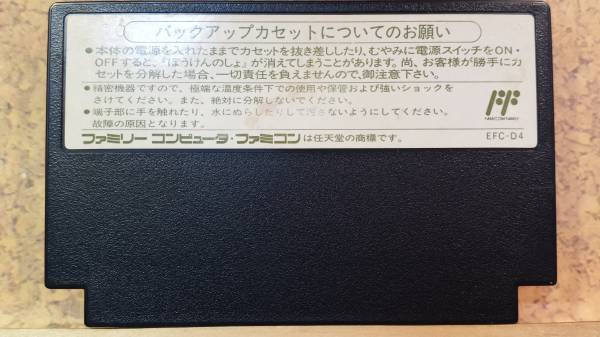 バックアップカセットについてのお願い
●本体の電源を入れたままでカセットを抜き差ししたり、むやみに電源スイッチをON・
OFFすると、『ぼうけんのしょ』が消えてしまうことがあります。尚、お客様が勝手にカ
セットを分解した場合、一切責任を負えませんので、御注意下さい。
●精密機器ですので、極端な温度条件下での使用や保管および強いショックを
さけてください。また、絶対に分解しないでください。
●端子部に手を触れたり、水にぬらしたりして汚さないようにしてください。
故障の原因となります。
ファミリーコンピュータ・ファミコンは任天堂の商標です。
FF
EFC-D4